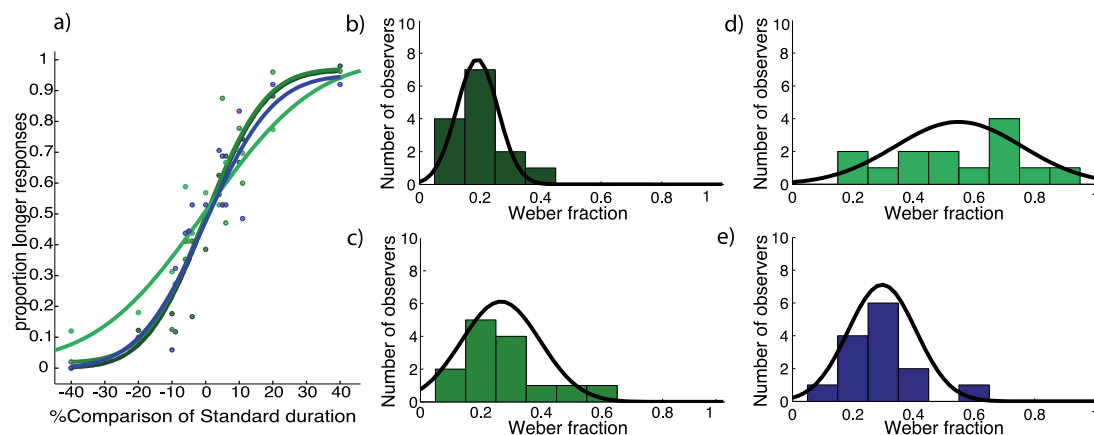 a)
proportion longer responses
1
0.9
0.8
0.7
0.6
0.5
0.4
0.3
0.2
0.1
0
-40 -30 -20 -10 0 10 20 30 40
%Comparison of Standard duration
b)
Number of observers
10
8
6
4
2
0
0 0.2 0.4 0.6 0.8 1
Weber fraction
d)
Number of observers
10
8
6
4
2
0
0 0.2 0.4 0.6 0.8 1
Weber fraction
c)
Number of observers
10
8
6
4
2
0
0 0.2 0.4 0.6 0.8 1
Weber fraction
e)
Number of observers
10
8
6
4
2
0
0 0.2 0.4 0.6 0.8 1
Weber fraction